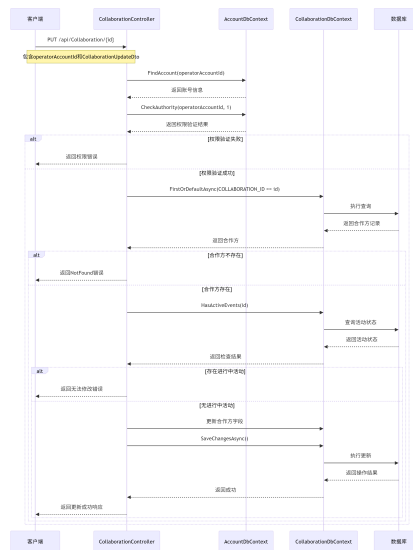 客户端
CollaborationController
AccountDbContext
CollaborationDbContext
数据库
PUT /api/Collaboration/{id}
包含operatorAccountId和CollaborationUpdateDto
FindAccount(operatorAccountId)
返回账号信息
CheckAuthority(operatorAccountId, 1)
返回权限验证结果
alt
[权限验证失败]
返回权限错误
[权限验证成功]
FirstOrDefaultAsync(COLLABORATION_ID == id)
执行查询
返回合作方记录
返回合作方
alt
[合作方不存在]
返回NotFound错误
[合作方存在]
HasActiveEvents(id)
查询活动状态
返回活动状态
返回检查结果
alt
[存在进行中活动]
返回无法修改错误
[无进行中活动]
更新合作方字段
SaveChangesAsync()
执行更新
返回操作结果
返回成功
返回更新成功响应
客户端
CollaborationController
AccountDbContext
CollaborationDbContext
数据库